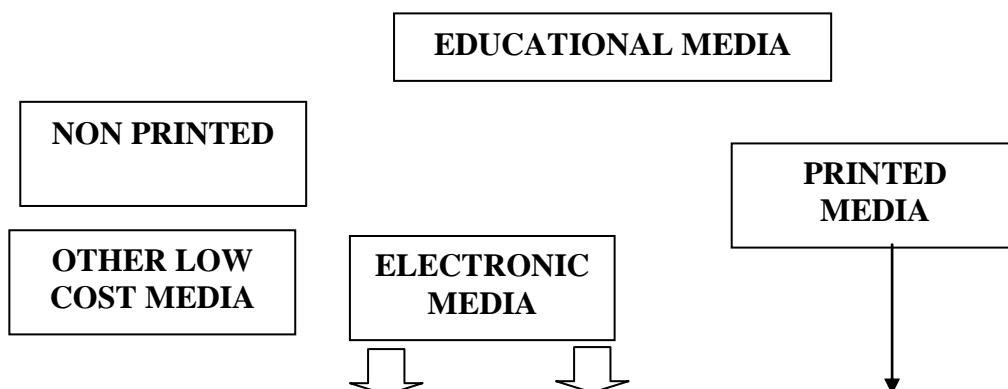 EDUCATIONAL MEDIA
NON PRINTED
PRINTED
MEDIA
OTHER LOW
COST MEDIA
ELECTRONIC
MEDIA